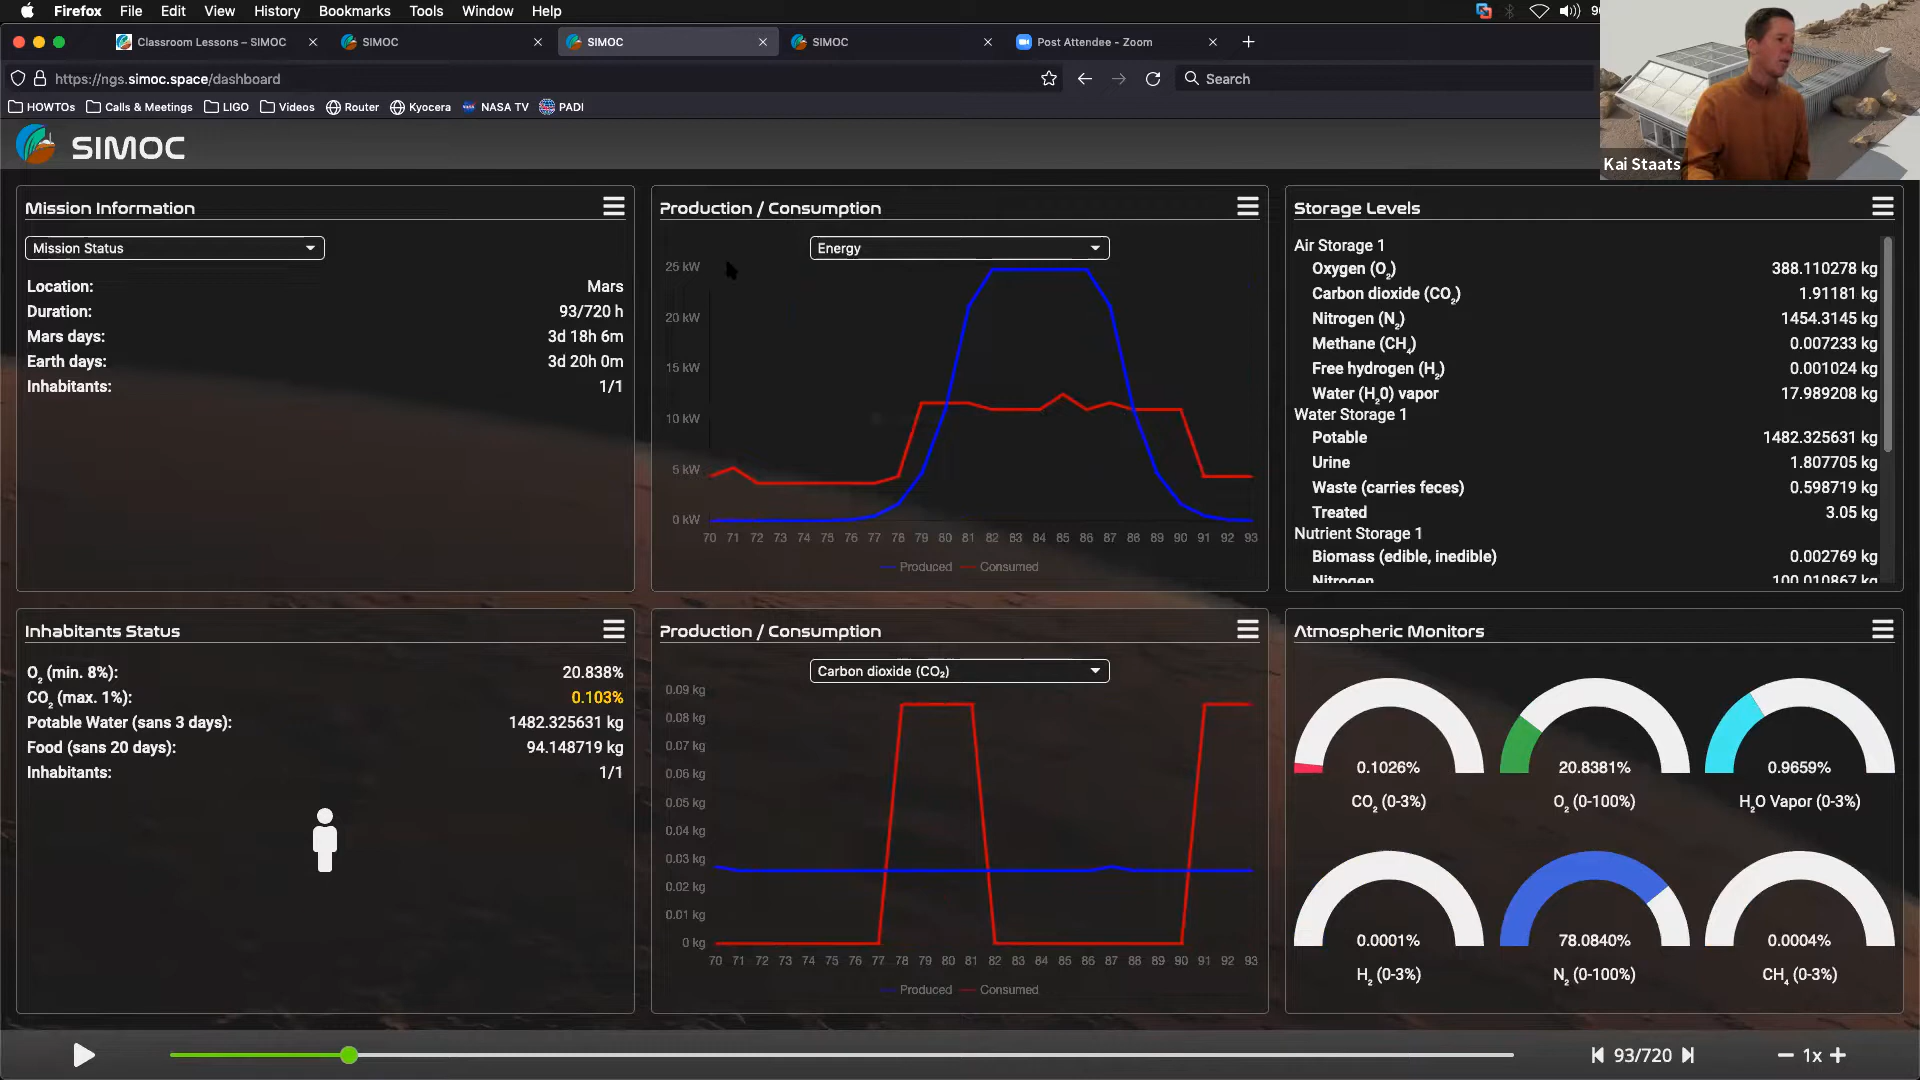 Firefox File Edit View History Bookmarks Tools Window Help
Classroom Lessons – SIMOC
SIMOC
SIMOC
SIMOC
Post Attendee - Zoom
https://ngs.simoc.space/dashboard
Search
HOWTOs Calls & Meetings LIGO Videos Router Kyocera NASA TV PADI
Kai Staats
SIMOC
Mission Information
Mission Status
Location: Mars
Duration: 93/720 h
Mars days: 3d 18h 6m
Earth days: 3d 20h 0m
Inhabitants: 1/1
Production / Consumption
Energy
25 kW
20 kW
15 kW
10 kW
5 kW
0 kW
70 71 72 73 74 75 76 77 78 79 80 81 82 83 84 85 86 87 88 89 90 91 92 93
Produced Consumed
Storage Levels
Air Storage 1
Oxygen (O₂) 388.110278 kg
Carbon dioxide (CO₂) 1.91181 kg
Nitrogen (N₂) 1454.3145 kg
Methane (CH₄) 0.007233 kg
Free hydrogen (H₂) 0.001024 kg
Water (H₂0) vapor 17.989208 kg
Water Storage 1
Potable 1482.325631 kg
Urine 1.807705 kg
Waste (carries feces) 0.598719 kg
Treated 3.05 kg
Nutrient Storage 1
Biomass (edible, inedible) 0.002769 kg
Nitrogen 100.010867 kg
Inhabitants Status
O₂ (min. 8%): 20.838%
CO₂ (max. 1%): 0.103%
Potable Water (sans 3 days): 1482.325631 kg
Food (sans 20 days): 94.148719 kg
Inhabitants: 1/1
Production / Consumption
Carbon dioxide (CO₂)
0.09 kg
0.08 kg
0.07 kg
0.06 kg
0.05 kg
0.04 kg
0.03 kg
0.02 kg
0.01 kg
0 kg
70 71 72 73 74 75 76 77 78 79 80 81 82 83 84 85 86 87 88 89 90 91 92 93
Produced Consumed
Atmospheric Monitors
0.1026% 20.8381% 0.9659%
CO₂ (0-3%) O₂ (0-100%) H₂O Vapor (0-3%)
0.0001% 78.0840% 0.0004%
H₂ (0-3%) N₂ (0-100%) CH₄ (0-3%)
93/720
1x